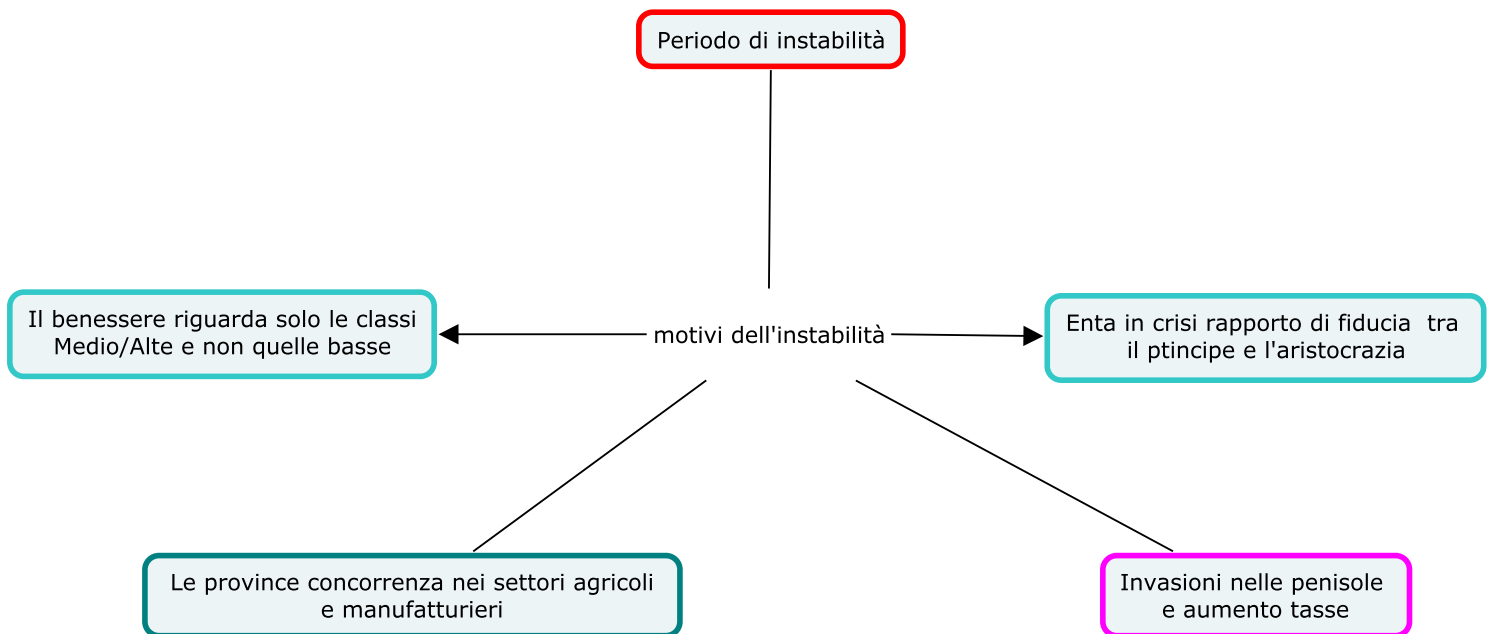 Periodo di instabilità
Il benessere riguarda solo le classi
Medio/Alte e non quelle basse
motivi dell'instabilità
Enta in crisi rapporto di fiducia  tra
il ptincipe e l'aristocrazia
Le province concorrenza nei settori agricoli
e manufatturieri
Invasioni nelle penisole
e aumento tasse